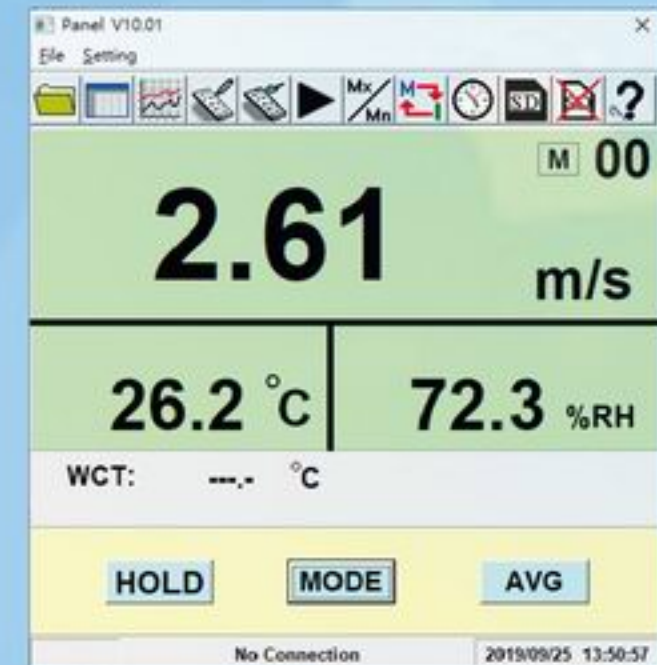 Panel V10.01
File Setting
Mx/Mn M I SD ?
M 00
2.61 m/s
26.2 °C 72.3 %RH
WCT: ---.- °C
HOLD MODE AVG
No Connection 2019/09/25 13:50:57